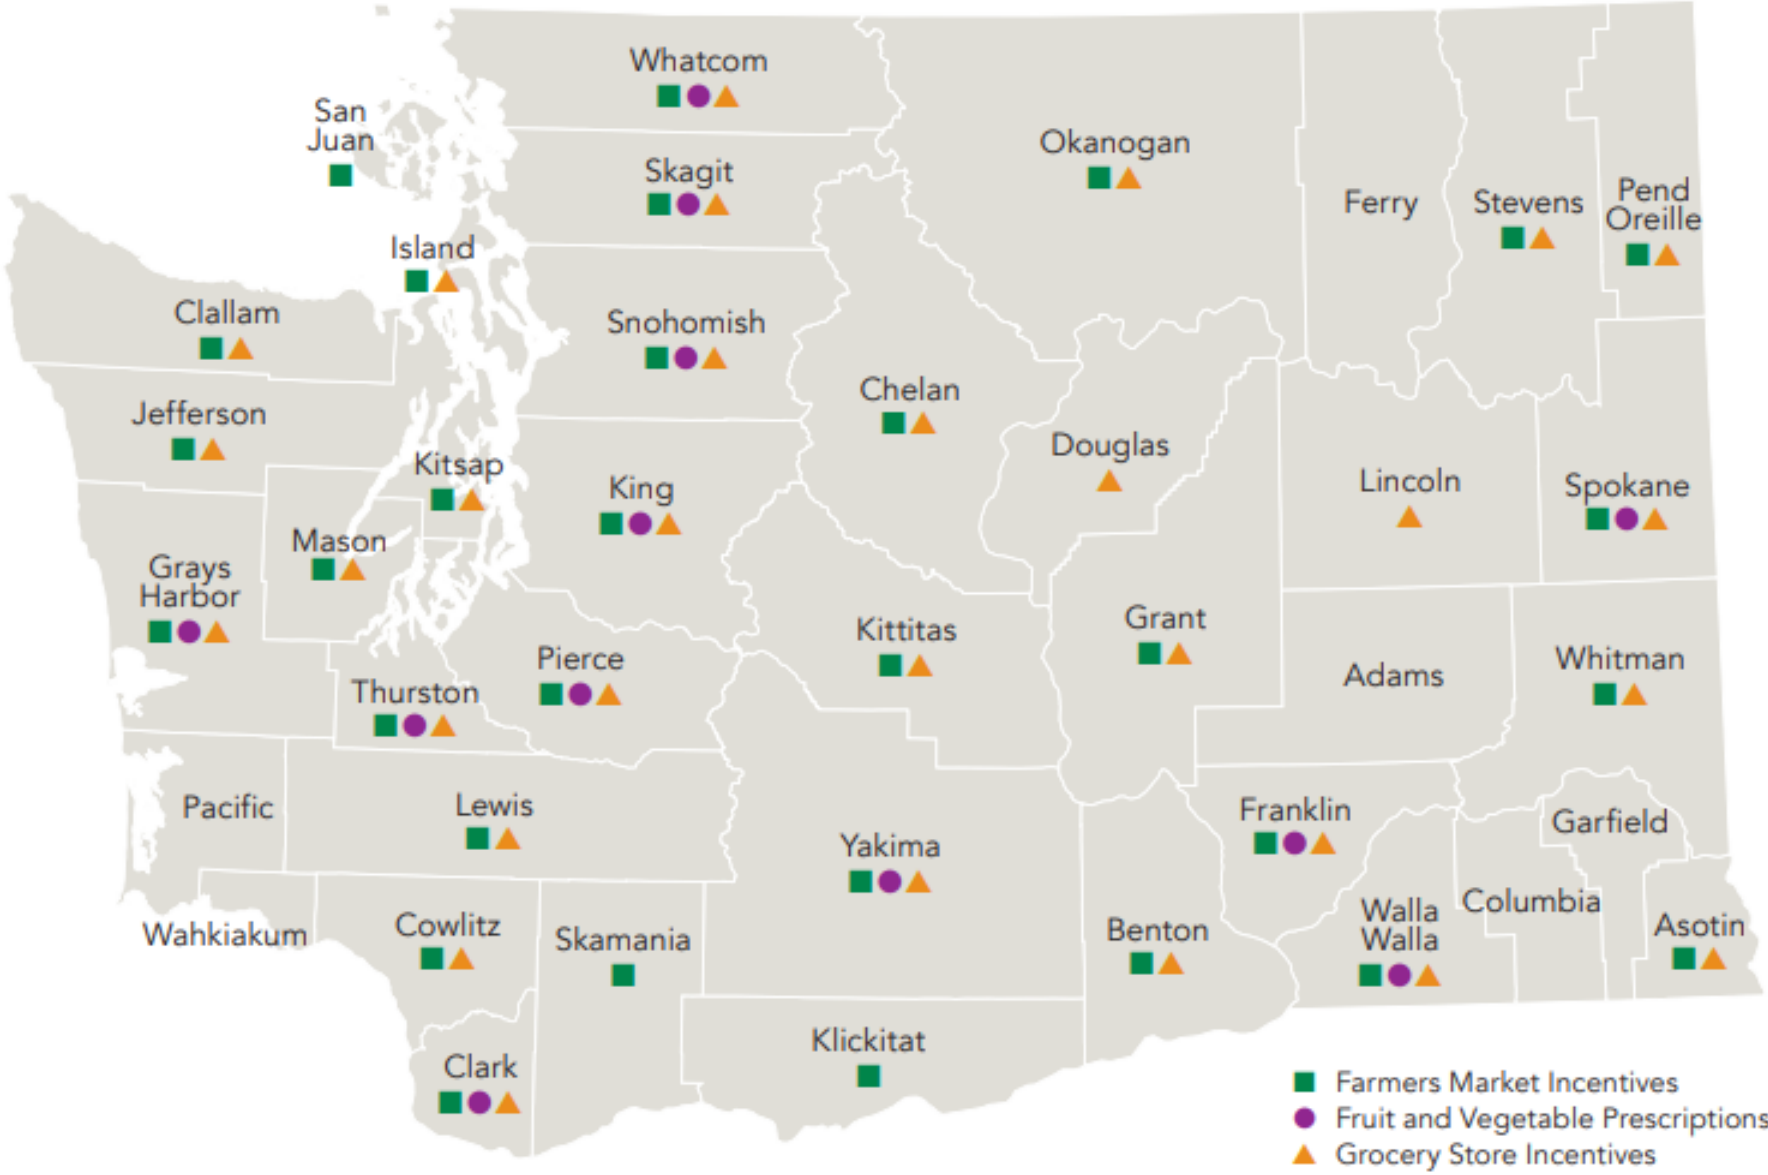 Whatcom
San
Juan
Okanogan
Skagit
Ferry
Stevens
Pend
Oreille
Island
Clallam
Snohomish
Chelan
Jefferson
Douglas
Kitsap
King
Lincoln
Spokane
Mason
Grays
Harbor
Kittitas
Grant
Pierce
Adams
Whitman
Thurston
Pacific
Lewis
Franklin
Garfield
Yakima
Columbia
Walla
Walla
Wahkiakum
Cowlitz
Skamania
Benton
Asotin
Klickitat
Clark
Farmers Market Incentives
Fruit and Vegetable Prescriptions
Grocery Store Incentives